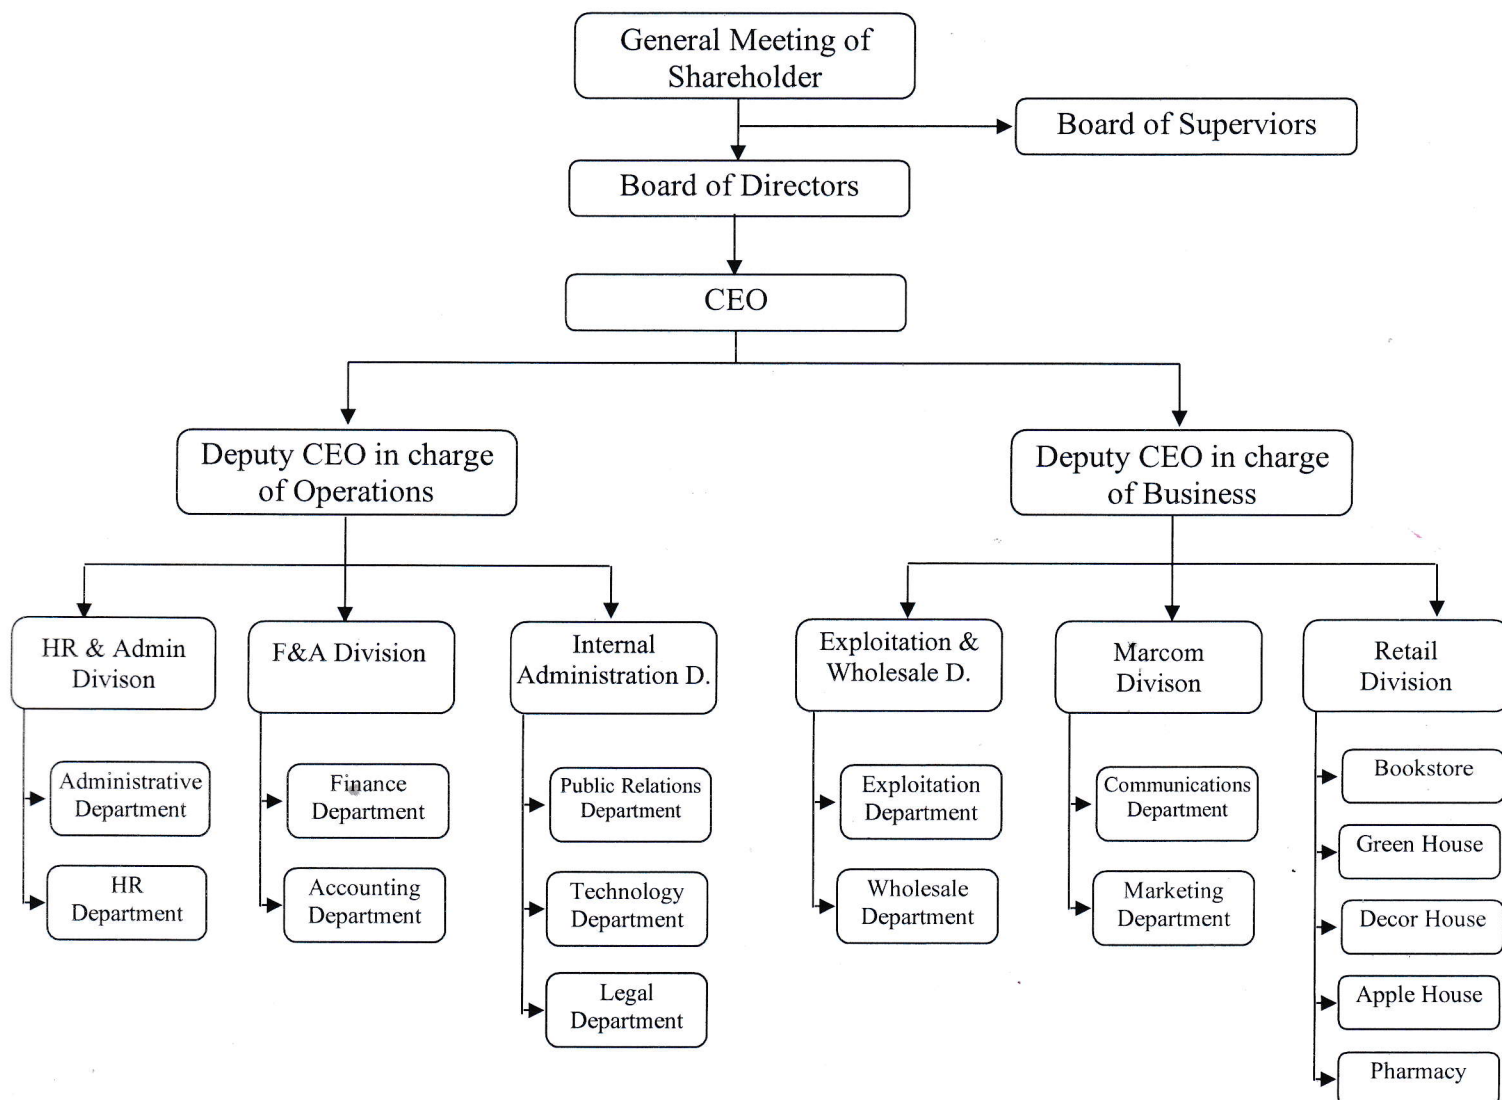 General Meeting of
Shareholder
Board of Superviors
Board of Directors
CEO
Deputy CEO in charge
of Operations
Deputy CEO in charge
of Business
HR & Admin
Divison
F&A Division
Internal
Administration D.
Exploitation &
Wholesale D.
Marcom
Divison
Retail
Division
Administrative
Department
HR
Department
Finance
Department
Accounting
Department
Public Relations
Department
Technology
Department
Legal
Department
Exploitation
Department
Wholesale
Department
Communications
Department
Marketing
Department
Bookstore
Green House
Decor House
Apple House
Pharmacy